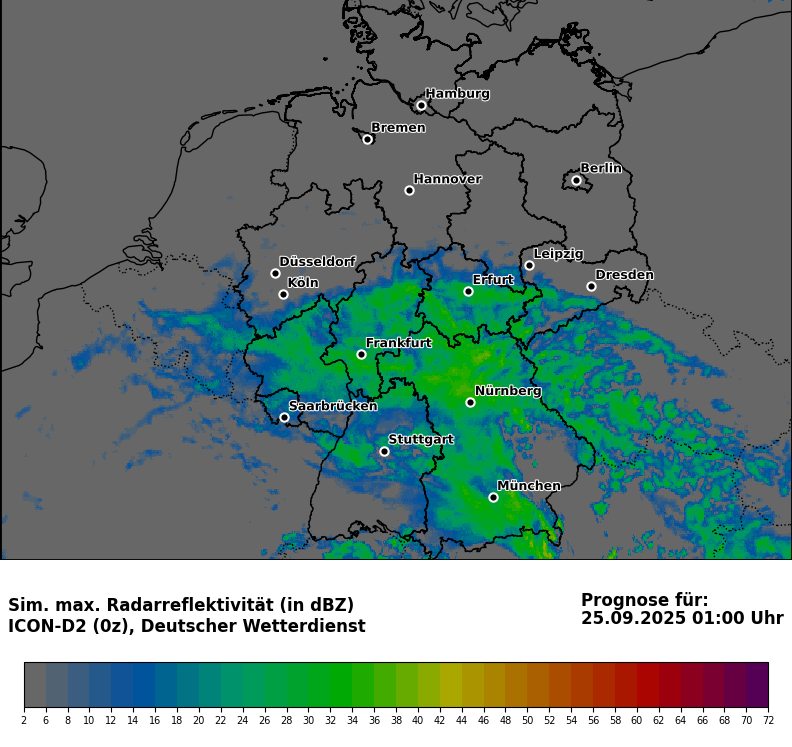 Hamburg
Bremen
Berlin
Hannover
Leipzig
Düsseldorf
Dresden
Köln
Erfurt
Frankfurt
Nürnberg
Saarbrücken
Stuttgart
München
Sim. max. Radarreflektivität (in dBZ)
ICON-D2 (0z), Deutscher Wetterdienst
Prognose für:
25.09.2025 01:00 Uhr
2 6 8 10 12 14 16 18 20 22 24 26 28 30 32 34 36 38 40 42 44 46 48 50 52 54 56 58 60 62 64 66 68 70 72